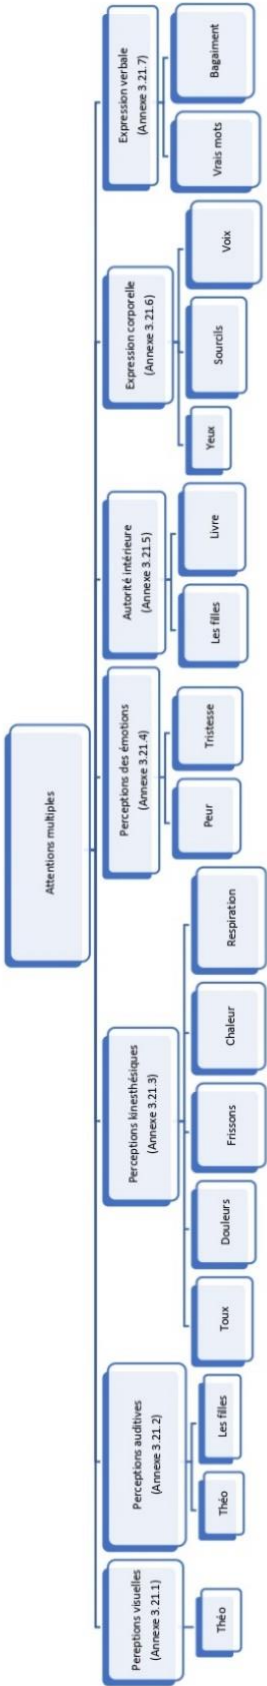 Attentions multiples
Pereptions visuelles
(Annexe 3.21.1)
Théo
Perceptions auditives
(Annexe 3.21.2)
Théo
Les filles
Perceptions kinesthésiques
(Annexe 3.21.3)
Toux
Douleurs
Frissons
Chaleur
Respiration
Perceptions des émotions
(Annexe 3.21.4)
Peur
Tristesse
Autorité intérieure
(Annexe 3.21.5)
Les filles
Livre
Expression corporelle
(Annexe 3.21.6)
Yeux
Sourcils
Voix
Expression verbale
(Annexe 3.21.7)
Vrais mots
Bagaiment